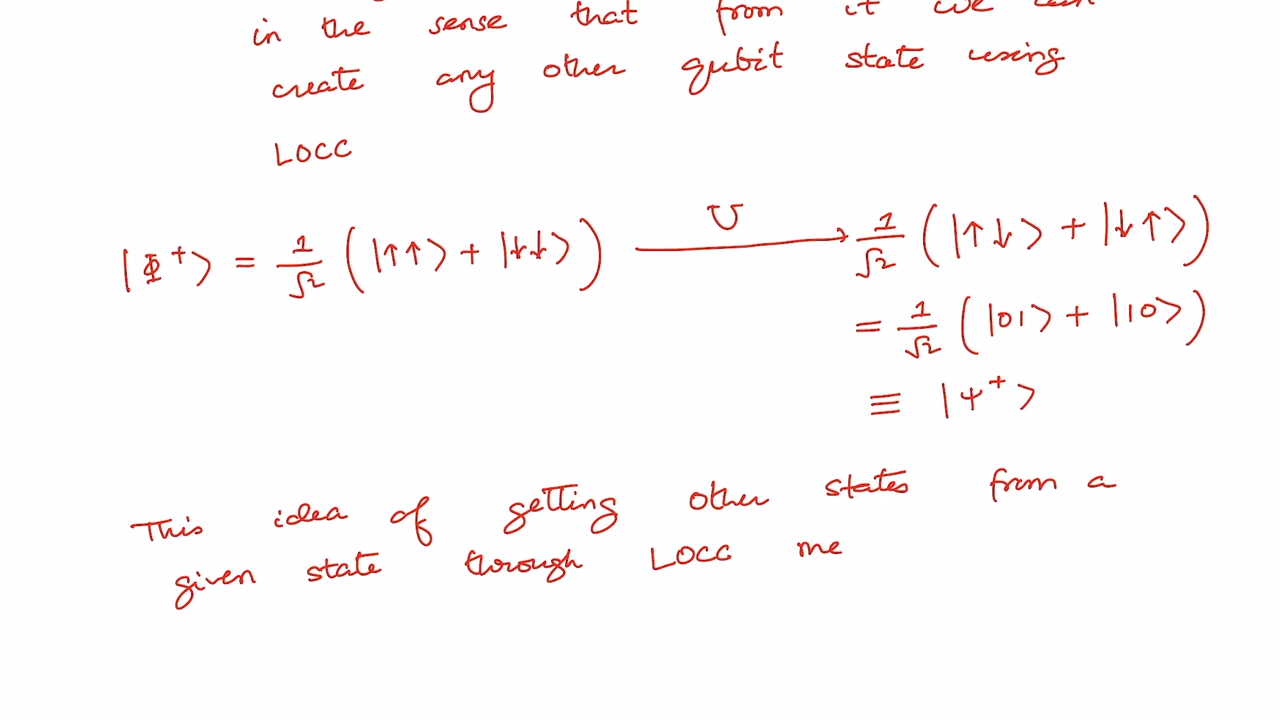 in the sense that from it we can
create any other qubit state using
LOCC
|Φ⁺⟩ = 1/√2 (|↑↑⟩ + |↓↓⟩) —U→ 1/√2 (|↑↓⟩ + |↓↑⟩)
= 1/√2 (|01⟩ + |10⟩)
≡ |ψ⁺⟩
This idea of getting other states from a
given state through LOCC me